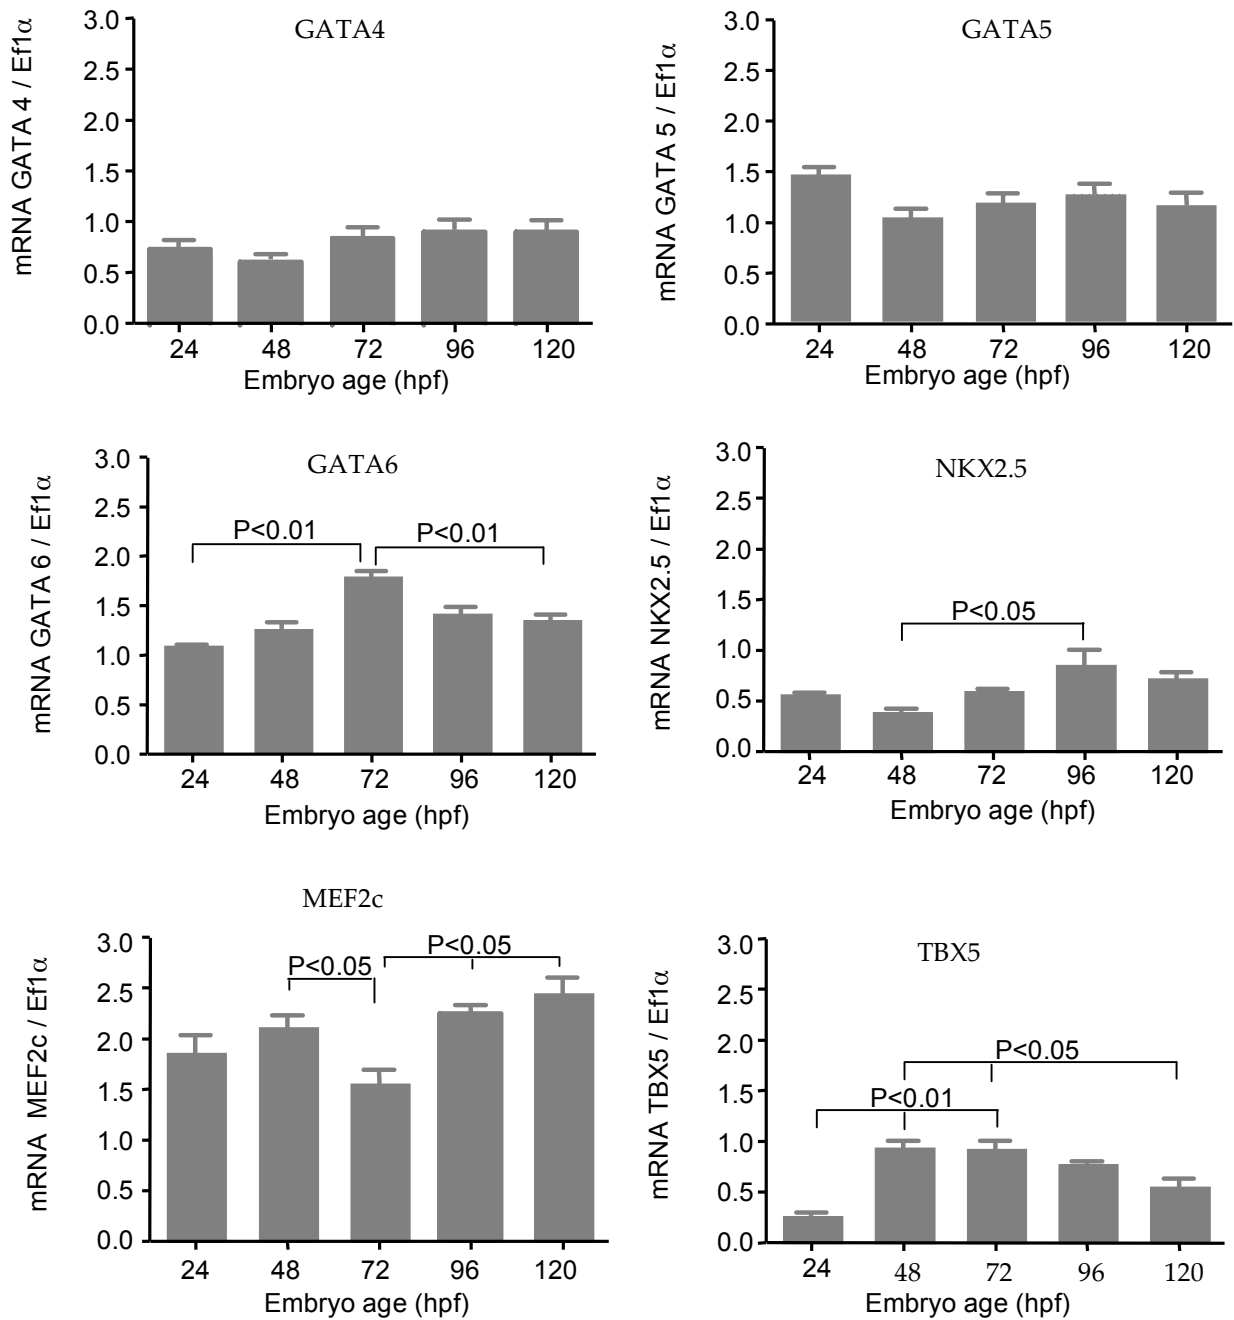 GATA4
mRNA GATA 4 / Ef1α
3.0
2.5
2.0
1.5
1.0
0.5
0.0
24 48 72 96 120
Embryo age (hpf)
GATA5
mRNA GATA 5 / Ef1α
3.0
2.5
2.0
1.5
1.0
0.5
0.0
24 48 72 96 120
Embryo age (hpf)
GATA6
mRNA GATA 6 / Ef1α
3.0
2.5
2.0
1.5
1.0
0.5
0.0
P<0.01 P<0.01
24 48 72 96 120
Embryo age (hpf)
NKX2.5
mRNA NKX2.5 / Ef1α
3.0
2.5
2.0
1.5
1.0
0.5
0.0
P<0.05
24 48 72 96 120
Embryo age (hpf)
MEF2c
mRNA MEF2c / Ef1α
3.0
2.5
2.0
1.5
1.0
0.5
0.0
P<0.05
P<0.05
24 48 72 96 120
Embryo age (hpf)
TBX5
mRNA TBX5 / Ef1α
3.0
2.5
2.0
1.5
1.0
0.5
0.0
P<0.05
P<0.01
24 48 72 96 120
Embryo age (hpf)